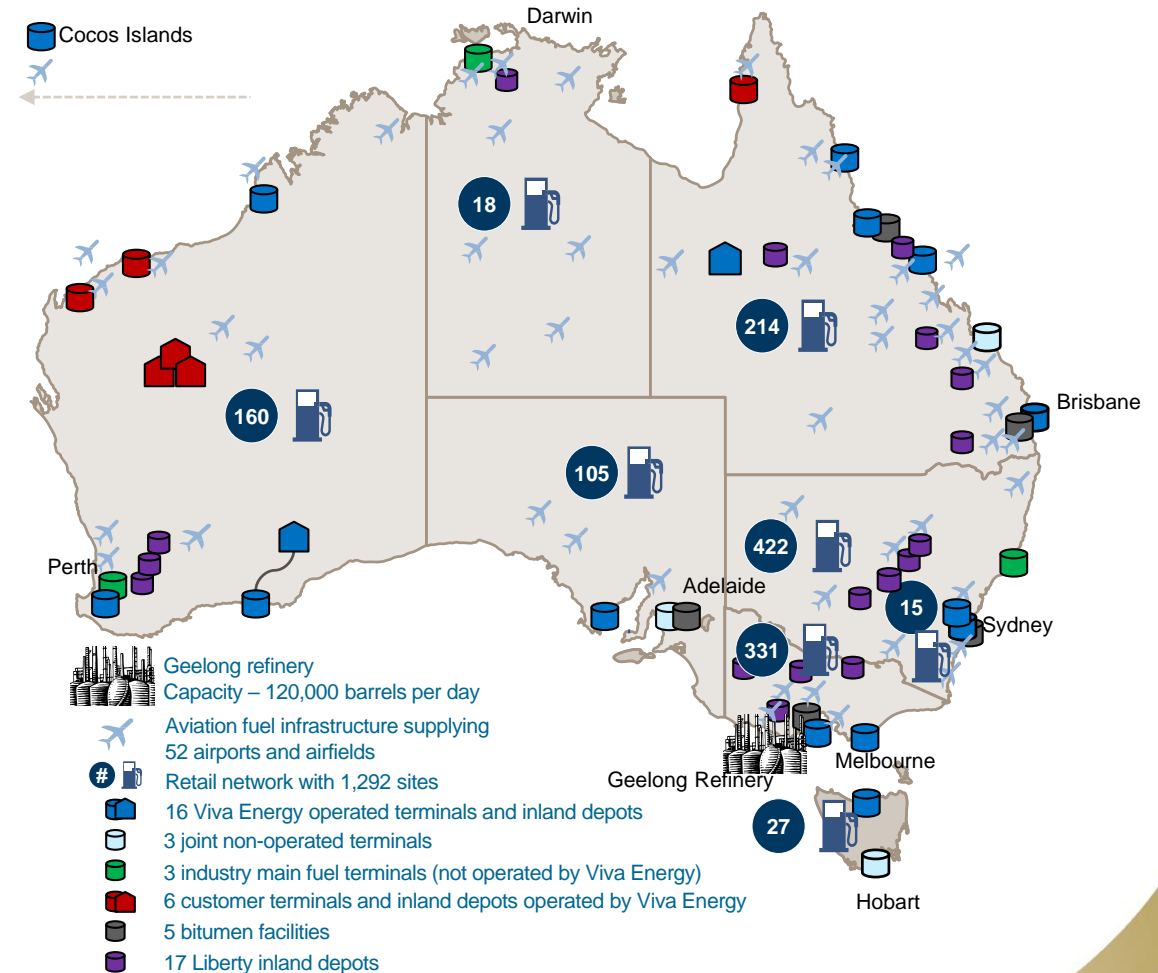 Darwin
Cocos Islands
18
214
160
Brisbane
105
422
Perth
Adelaide
15
Sydney
331
Geelong refinery
Capacity – 120,000 barrels per day
Aviation fuel infrastructure supplying
52 airports and airfields
Melbourne
Geelong Refinery
# Retail network with 1,292 sites
16 Viva Energy operated terminals and inland depots
27
3 joint non-operated terminals
3 industry main fuel terminals (not operated by Viva Energy)
6 customer terminals and inland depots operated by Viva Energy
Hobart
5 bitumen facilities
17 Liberty inland depots